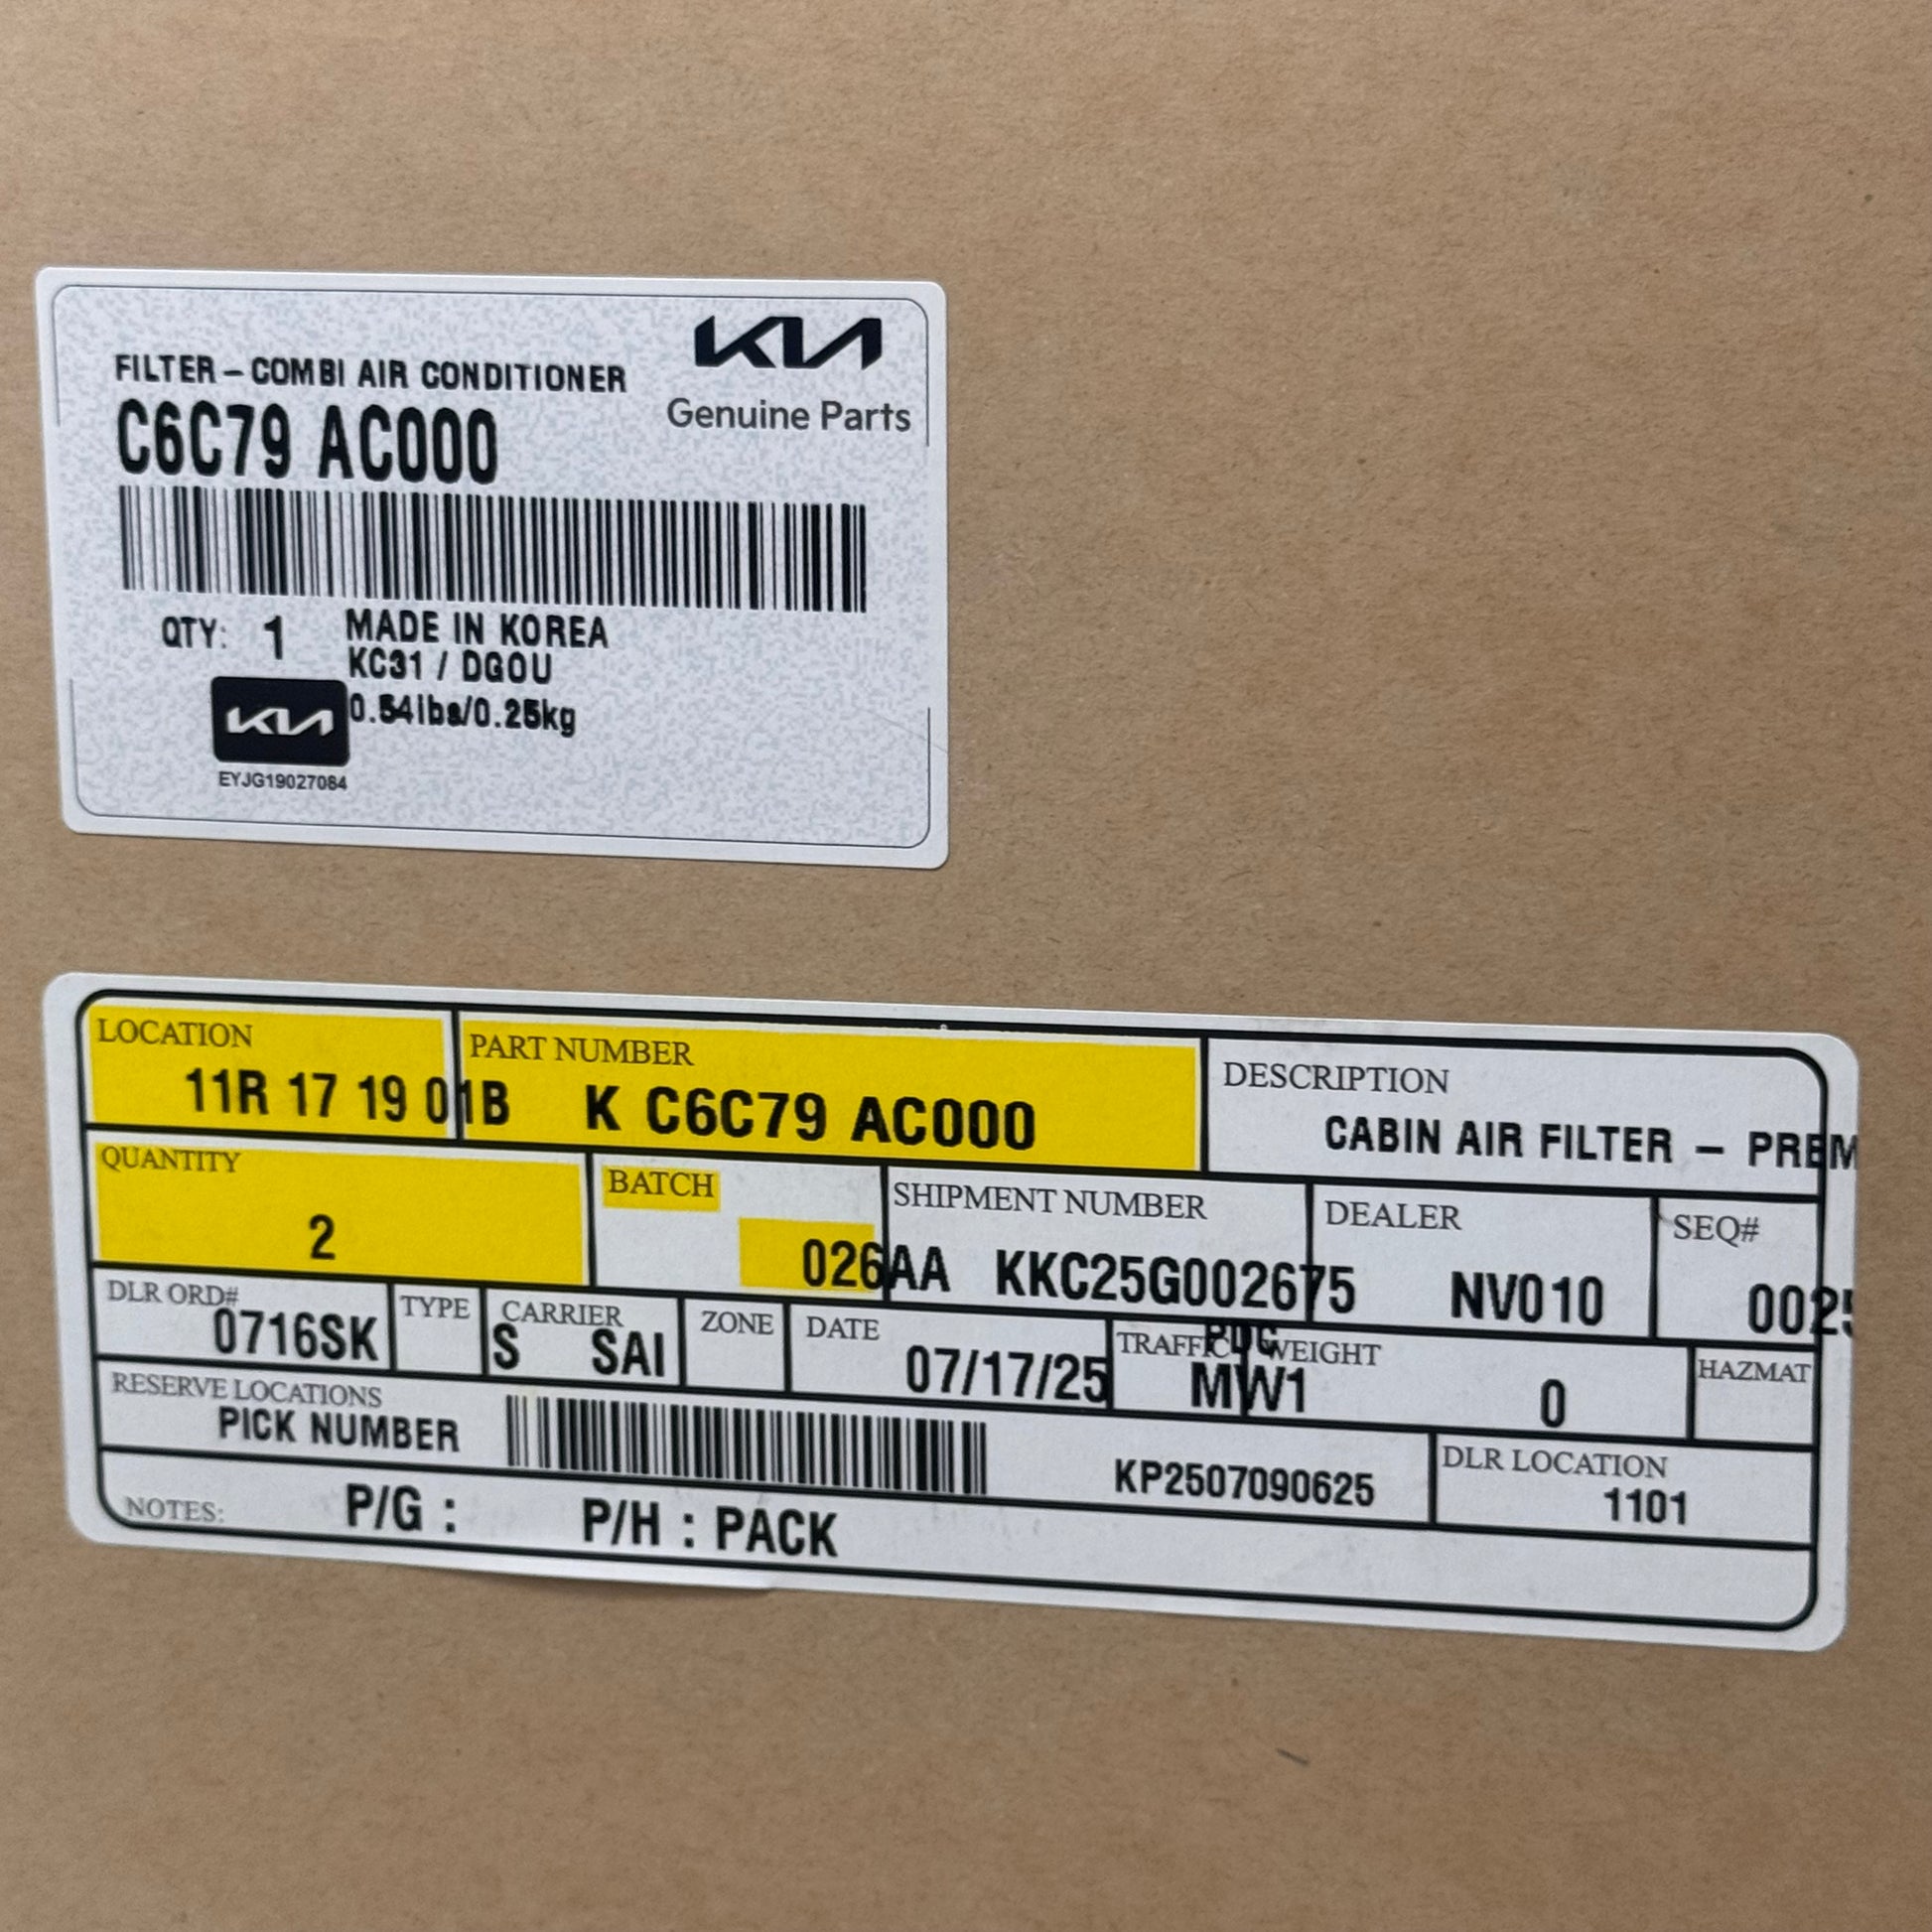 KIA
Genuine Parts
FILTER - COMBI AIR CONDITIONER
C6C79 AC000
QTY: 1
MADE IN KOREA
KC31 / DGOU
0.54lbs/0.25kg
KIA
EYJG19027084
LOCATION
11R 17 19 01B
PART NUMBER
K C6C79 AC000
DESCRIPTION
CABIN AIR FILTER - PREM
QUANTITY
2
BATCH
026AA
SHIPMENT NUMBER
KKC25G002675
DEALER
NV010
SEQ#
DLR ORD#
0716SK
TYPE
S
CARRIER
SAI
ZONE
DATE
07/17/25
TRAFFIC
PDC
MW1
WEIGHT
0
HAZMAT
RESERVE LOCATIONS
PICK NUMBER
KP2507090625
DLR LOCATION
1101
NOTES:
P/G : P/H : PACK